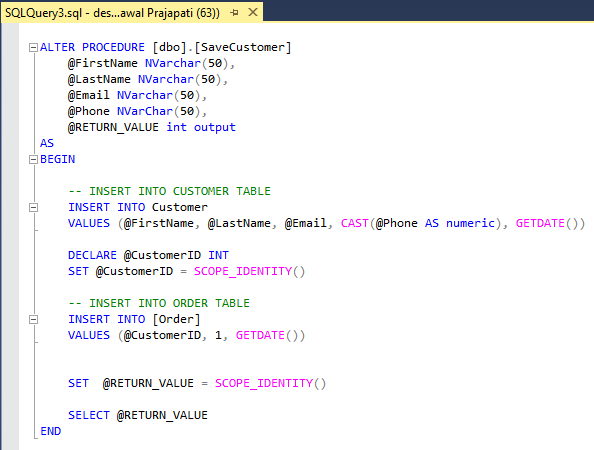 SQLQuery3.sql - des...awal Prajapati (63))
ALTER PROCEDURE [dbo].[SaveCustomer]
@FirstName NVarchar(50),
@LastName NVarchar(50),
@Email NVarchar(50),
@Phone NVarChar(50),
@RETURN_VALUE int output
AS
BEGIN
-- INSERT INTO CUSTOMER TABLE
INSERT INTO Customer
VALUES (@FirstName, @LastName, @Email, CAST(@Phone AS numeric), GETDATE())
DECLARE @CustomerID INT
SET @CustomerID = SCOPE_IDENTITY()
-- INSERT INTO ORDER TABLE
INSERT INTO [Order]
VALUES (@CustomerID, 1, GETDATE())
SET  @RETURN_VALUE = SCOPE_IDENTITY()
SELECT @RETURN_VALUE
END